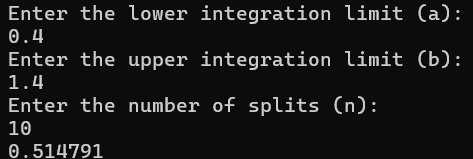 Enter the lower integration limit (a):
0.4
Enter the upper integration limit (b):
1.4
Enter the number of splits (n):
10
0.514791